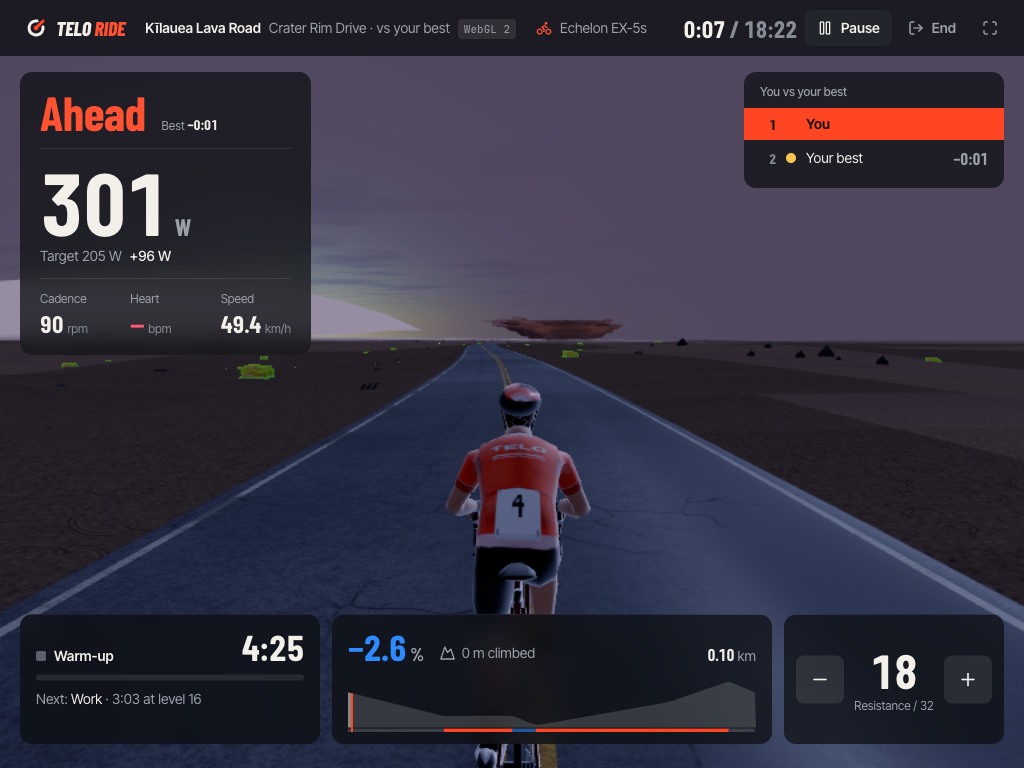 TELO RIDE Kīlauea Lava Road Crater Rim Drive · vs your best WebGL 2 Echelon EX-5s 0:07 / 18:22 Pause End
Ahead Best −0:01
301 W
Target 205 W +96 W
Cadence Heart Speed
90 rpm — bpm 49.4 km/h
You vs your best
1 You
2 Your best −0:01
TELO
4
Warm-up 4:25
Next: Work · 3:03 at level 16
−2.6 % 0 m climbed 0.10 km
− 18 +
Resistance / 32